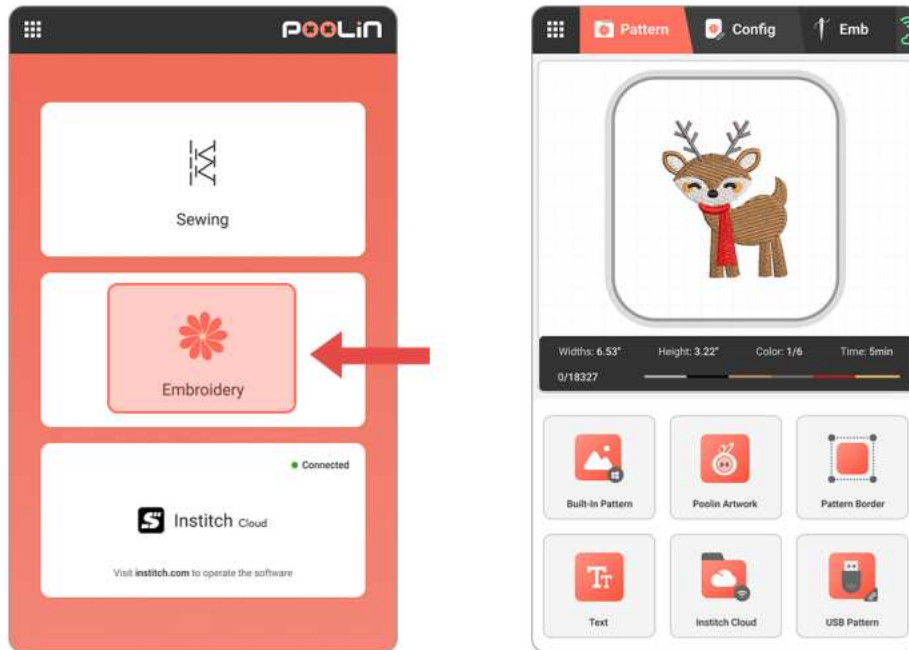 POOLiN
Sewing
Embroidery
Connected
S Institch Cloud
Visit institch.com to operate the software
Pattern
Config
Emb
Widths: 6.53"
Height: 3.22"
Color: 1/6
Time: 5min
0/18327
Built-In Pattern
Poolin Artwork
Pattern Border
Text
Institch Cloud
USB Pattern